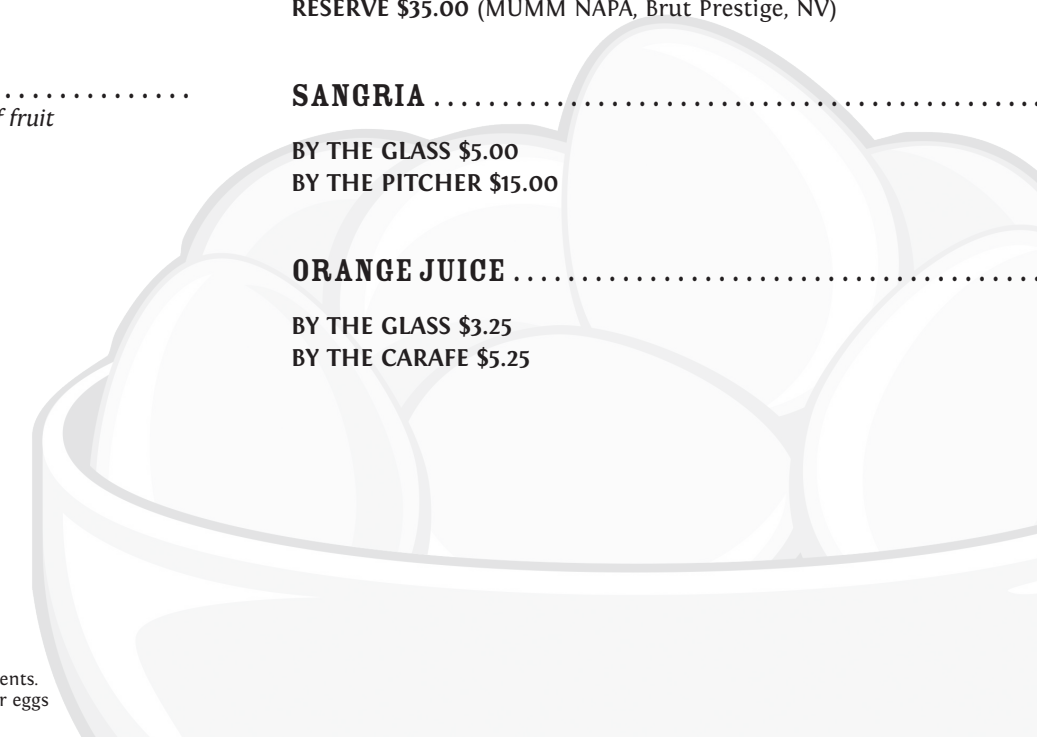 RESERVE $35.00 (MUMM NAPA, Brut Prestige, NV)
fruit
SANGRIA
BY THE GLASS $5.00
BY THE PITCHER $15.00
ORANGE JUICE
BY THE GLASS $3.25
BY THE CARAFE $5.25
ents.
r eggs